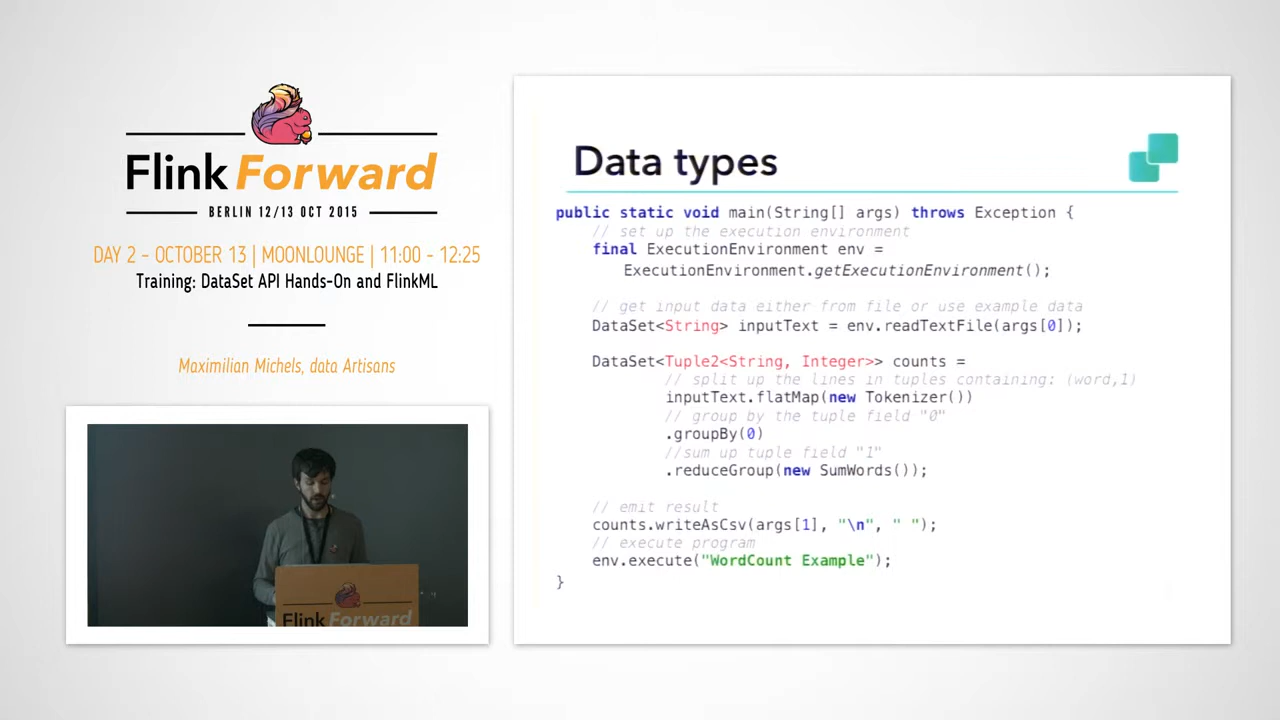 Flink Forward
BERLIN 12/13 OCT 2015
DAY 2 - OCTOBER 13 | MOONLOUNGE | 11:00 - 12:25
Training: DataSet API Hands-On and FlinkML
Maximilian Michels, data Artisans
Flink Forward
Data types
public static void main(String[] args) throws Exception {
// set up the execution environment
final ExecutionEnvironment env =
ExecutionEnvironment.getExecutionEnvironment();
// get input data either from file or use example data
DataSet<String> inputText = env.readTextFile(args[0]);
DataSet<Tuple2<String, Integer>> counts =
// split up the lines in tuples containing: (word,1)
inputText.flatMap(new Tokenizer())
// group by the tuple field "0"
.groupBy(0)
//sum up tuple field "1"
.reduceGroup(new SumWords());
// emit result
counts.writeAsCsv(args[1], "\n", " ");
// execute program
env.execute("WordCount Example");
}